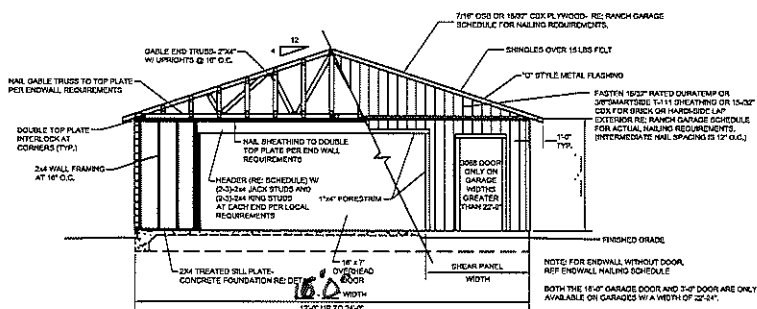 7/16" OSB OR 15/32" CDX PLYWOOD- RE: RANCH GARAGE
SCHEDULE FOR NAILING REQUIREMENTS.
12
4
GABLE END TRUSS- 2"X4"
W/ UPRIGHTS @ 16" O.C.
SHINGLES OVER 15 LBS FELT
"D" STYLE METAL FLASHING
NAIL GABLE TRUSS TO TOP PLATE
PER ENDWALL REQUIREMENTS
FASTEN 15/32" RATED DURATEMP OR
3/8" SMARTSIDE T-111 SHEATHING OR 15/32"
EXTERIOR RE: RANCH GARAGE SCHEDULE
FOR ACTUAL NAILING REQUIREMENTS.
(INTERMEDIATE NAIL SPACING IS 12" O.C.)
DOUBLE TOP PLATE
INTERLOCK AT
CORNERS (TYP.)
1'-0"
TYP.
NAIL SHEATHING TO DOUBLE
TOP PLATE PER END WALL
REQUIREMENTS
2x4 WALL FRAMING
AT 16" O.C.
HEADER (RE: SCHEDULE) W/
(2-3)-2x4 JACK STUDS AND
(2-3)-2x4 KING STUDS
AT EACH END PER LOCAL
REQUIREMENTS
1"x4" FORESTRIM
3068 DOOR
ONLY ON
GARAGE
WIDTHS
GREATER
THAN 22'-0"
FINISHED GRADE
2X4 TREATED SILL PLATE-
CONCRETE FOUNDATION RE: DET
16' x 7'
OVERHEAD
DOOR
SHEAR PANEL
WIDTH
NOTE: FOR ENDWALL WITHOUT DOOR,
REF ENDWALL NAILING SCHEDULE
WIDTH
BOTH THE 16'-0" GARAGE DOOR AND 3'-0" DOOR ARE ONLY
AVAILABLE ON GARAGES W/ A WIDTH OF 22'-24'.
12'-0" UP TO 24'-0"